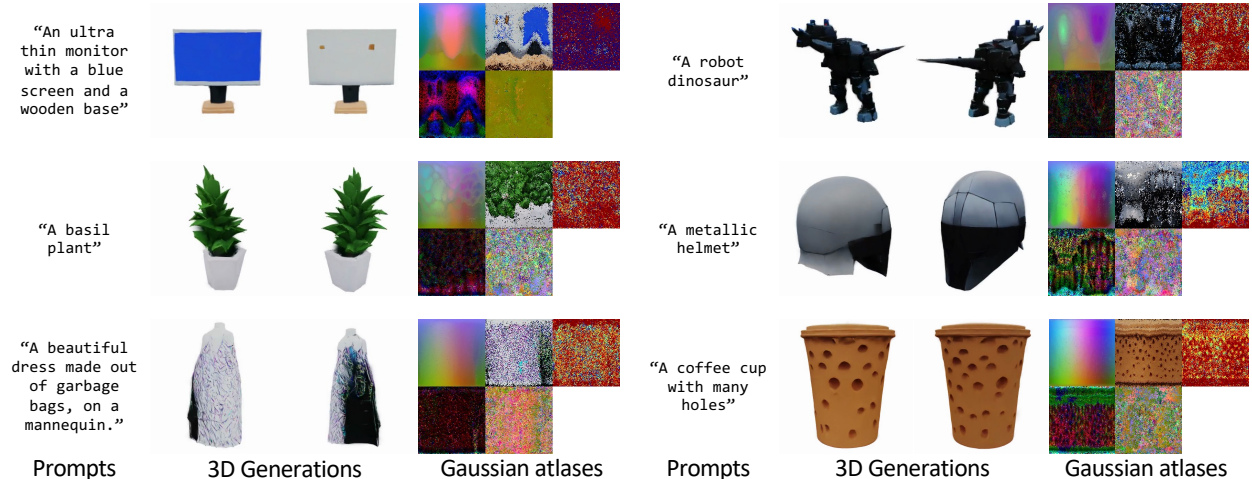 “An ultra
thin monitor
with a blue
screen and a
wooden base”
“A robot
dinosaur”
“A basil
plant”
“A metallic
helmet”
“A beautiful
dress made out
of garbage
bags, on a
mannequin.”
“A coffee cup
with many
holes”
Prompts
3D Generations
Gaussian atlases
Prompts
3D Generations
Gaussian atlases